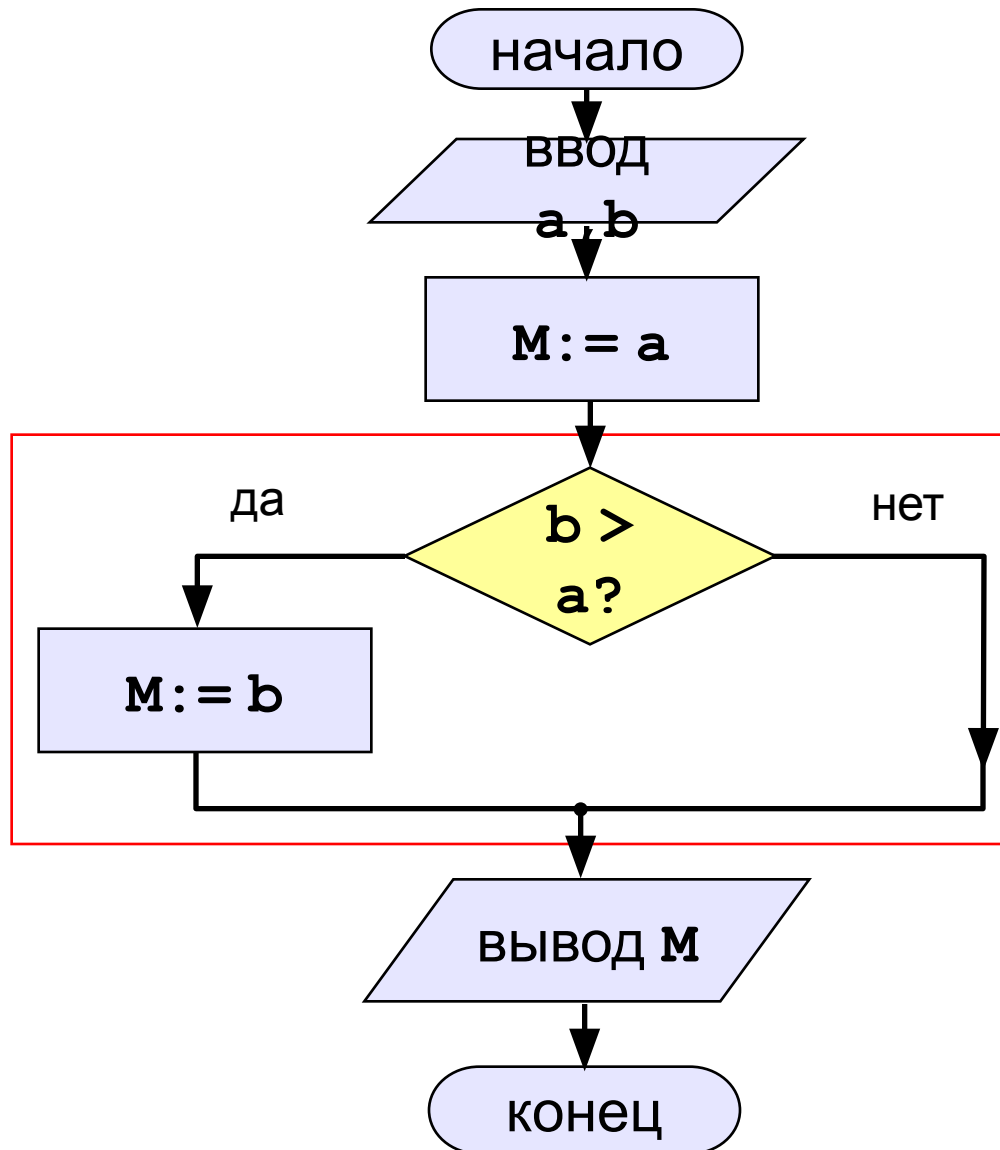 начало
ввод
a,b
M:= a
да
нет
b >
a?
M:= b
вывод M
конец